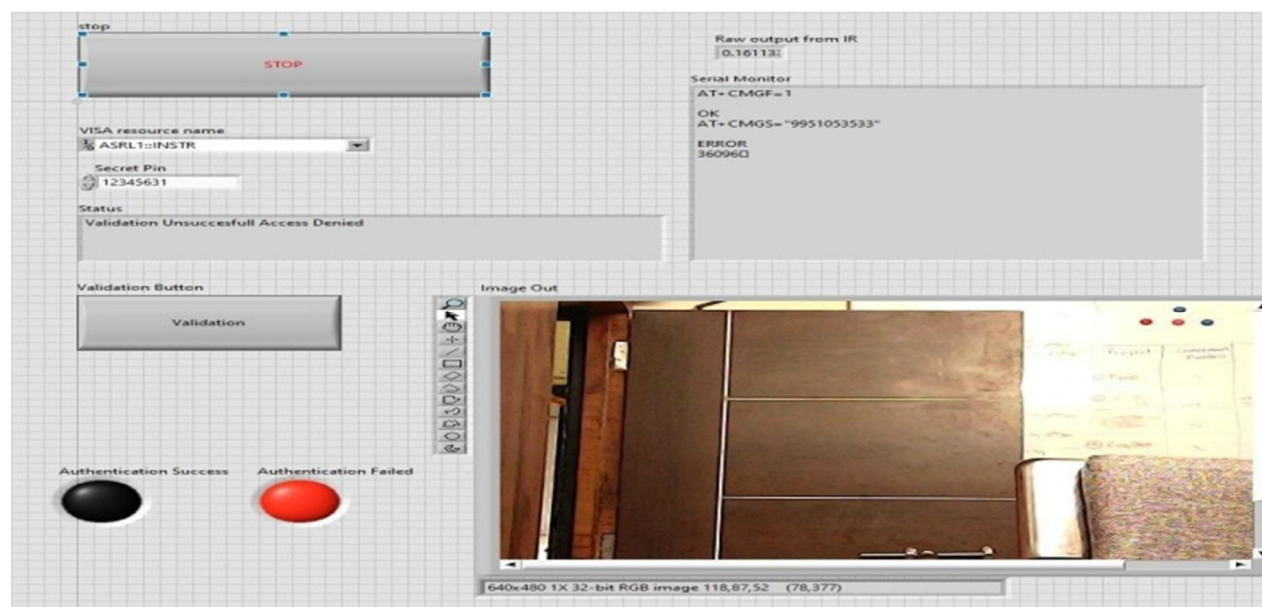 stop
STOP
VISA resource name
ASRL1::INSTR
Secret Pin
12345631
Status
Validation Unsuccesfull Access Denied
Validation Button
Validation
Authentication Success
Authentication Failed
Raw output from IR
0.16113
Serial Monitor
AT+CMGF=1
OK
AT+CMGS="9951053533"
ERROR
36096
Image Out
Project
640x480 1X 32-bit RGB image 118,87,52 (78,377)